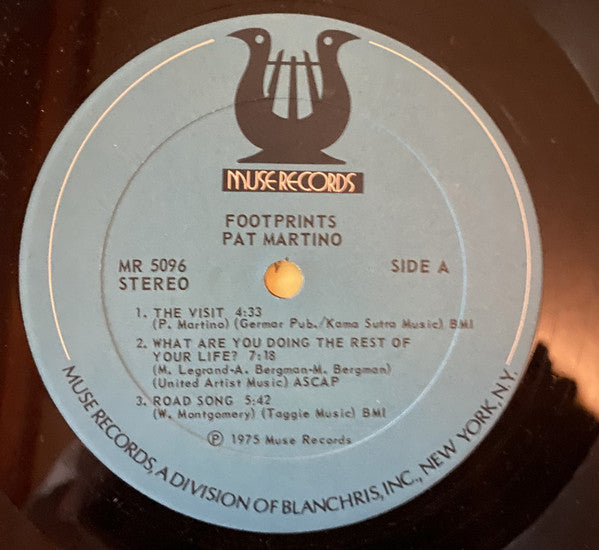 MUSE RECORDS
FOOTPRINTS
PAT MARTINO
MR 5096
STEREO
SIDE A
1. THE VISIT 4:33
(P. Martino) (Germar Pub./Kama Sutra Music) BMI
2. WHAT ARE YOU DOING THE REST OF
YOUR LIFE? 7:18
(M. Legrand-A. Bergman-M. Bergman)
(United Artist Music) ASCAP
3. ROAD SONG 5:42
(W. Montgomery) (Taggie Music) BMI
Ⓟ 1975 Muse Records
MUSE RECORDS, A DIVISION OF BLANCHRIS, INC., NEW YORK, N.Y.